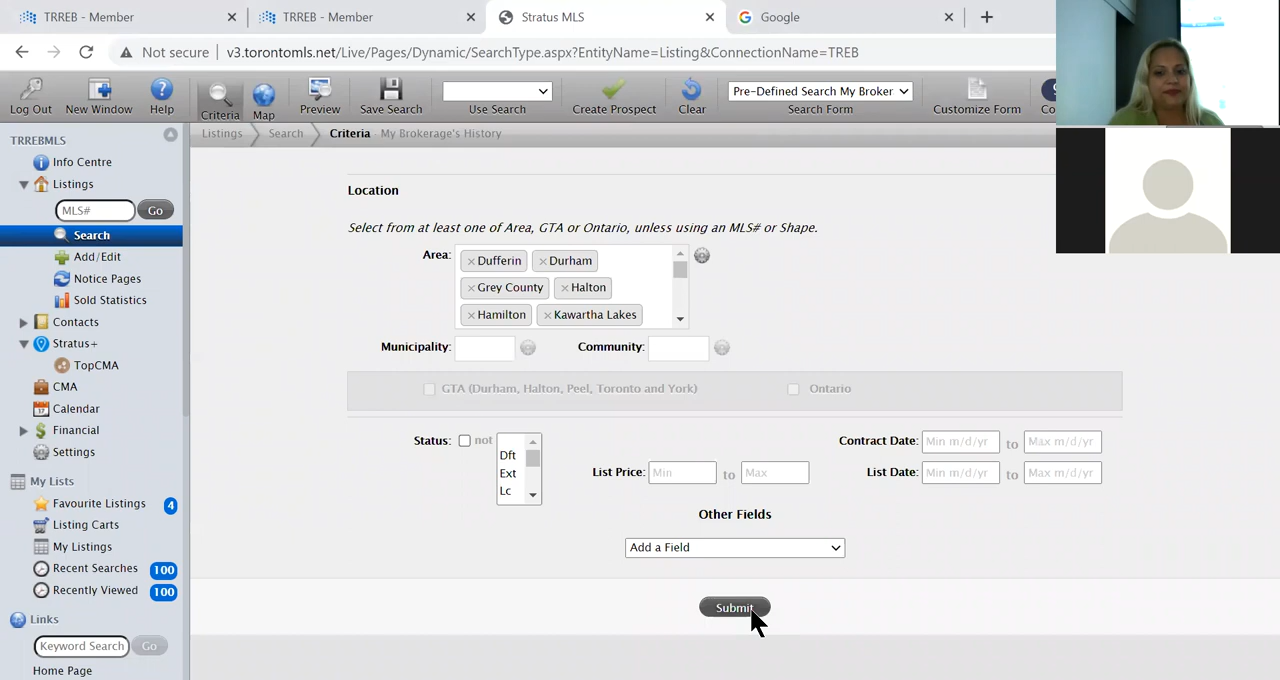 TRREB - Member
TRREB - Member
Stratus MLS
Google
Not secure v3.torontomls.net/Live/Pages/Dynamic/SearchType.aspx?EntityName=Listing&ConnectionName=TREB
Log Out
New Window
Help
Criteria
Map
Preview
Save Search
Use Search
Create Prospect
Clear
Pre-Defined Search My Broker
Search Form
Customize Form
Listings Search Criteria My Brokerage's History
TRREBMLS
Info Centre
Listings
MLS# Go
Search
Add/Edit
Notice Pages
Sold Statistics
Contacts
Stratus+
TopCMA
CMA
Calendar
Financial
Settings
My Lists
Favourite Listings 4
Listing Carts
My Listings
Recent Searches 100
Recently Viewed 100
Links
Keyword Search Go
Home Page
Location
Select from at least one of Area, GTA or Ontario, unless using an MLS# or Shape.
Area: × Dufferin × Durham
× Grey County × Halton
× Hamilton × Kawartha Lakes
Municipality: Community:
GTA (Durham, Halton, Peel, Toronto and York) Ontario
Status: not
Dft
Ext
Lc
List Price: Min to Max
Contract Date: Min m/d/yr to Max m/d/yr
List Date: Min m/d/yr to Max m/d/yr
Other Fields
Add a Field
Submit